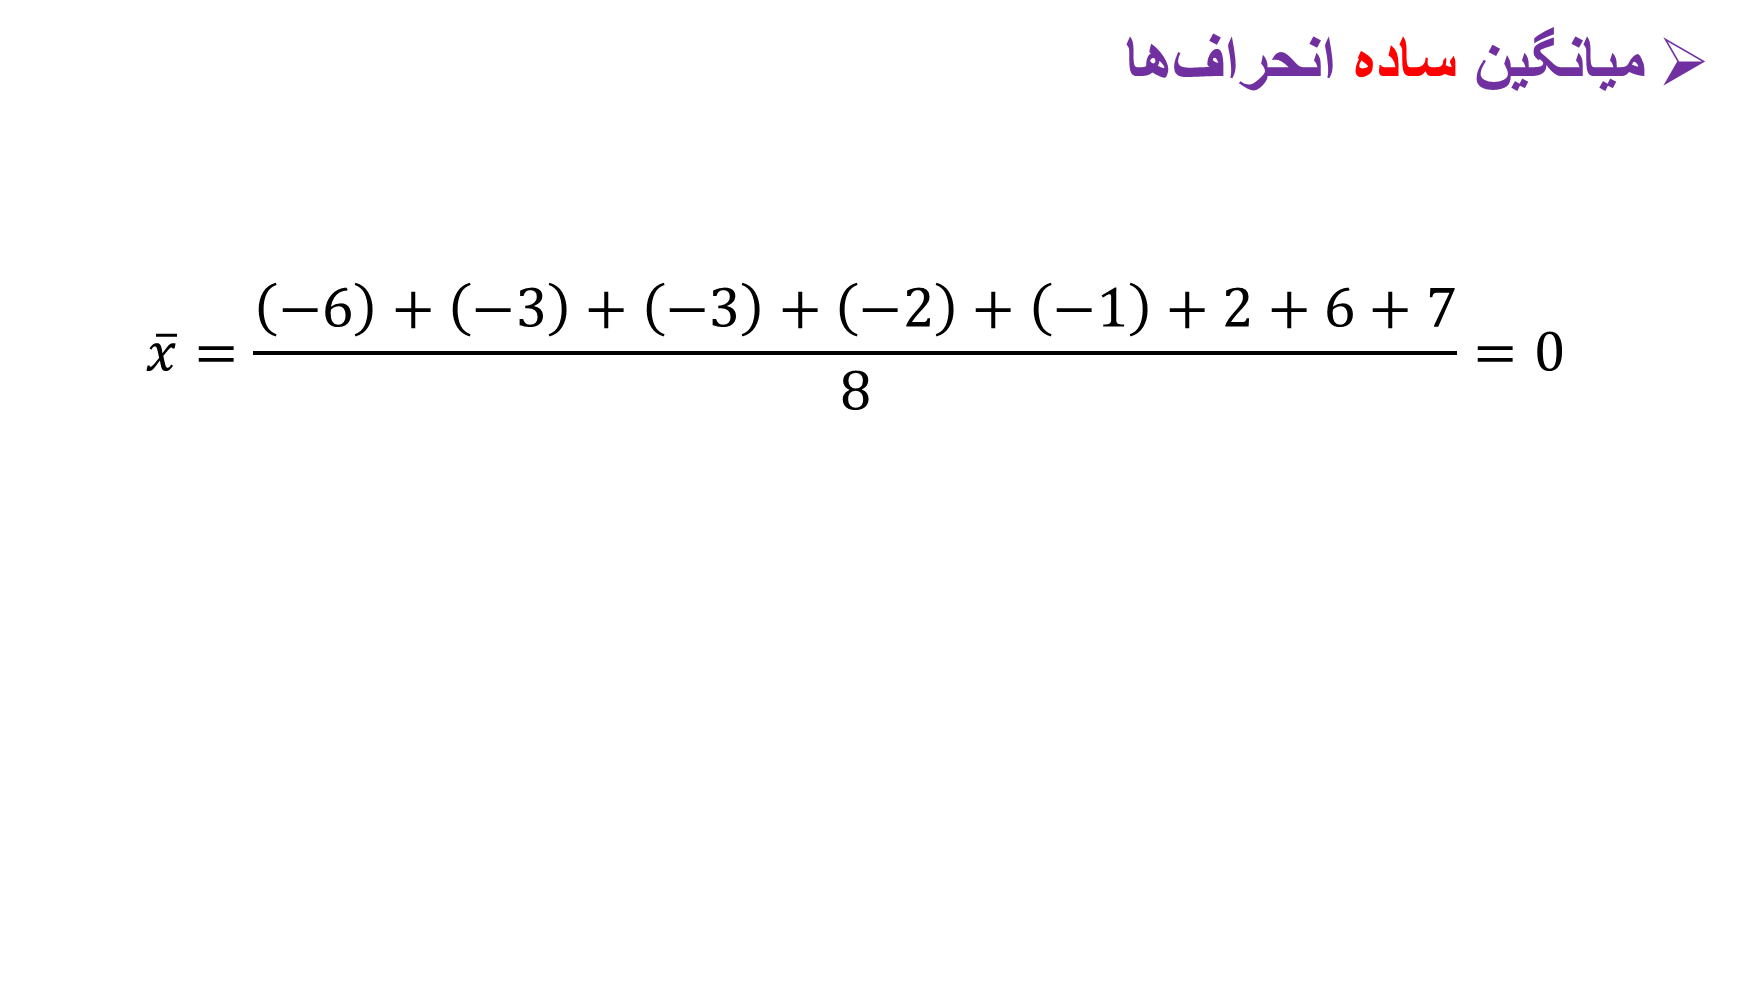 ➢ میانگین ساده انحراف‌ها
x̄ = ((−6) + (−3) + (−3) + (−2) + (−1) + 2 + 6 + 7) / 8 = 0